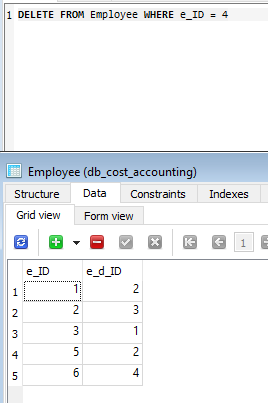 1 DELETE FROM Employee WHERE e_ID = 4
Employee (db_cost_accounting)
Structure Data Constraints Indexes
Grid view Form view
1
e_ID e_d_ID
1 1 2
2 2 3
3 3 1
4 5 2
5 6 4